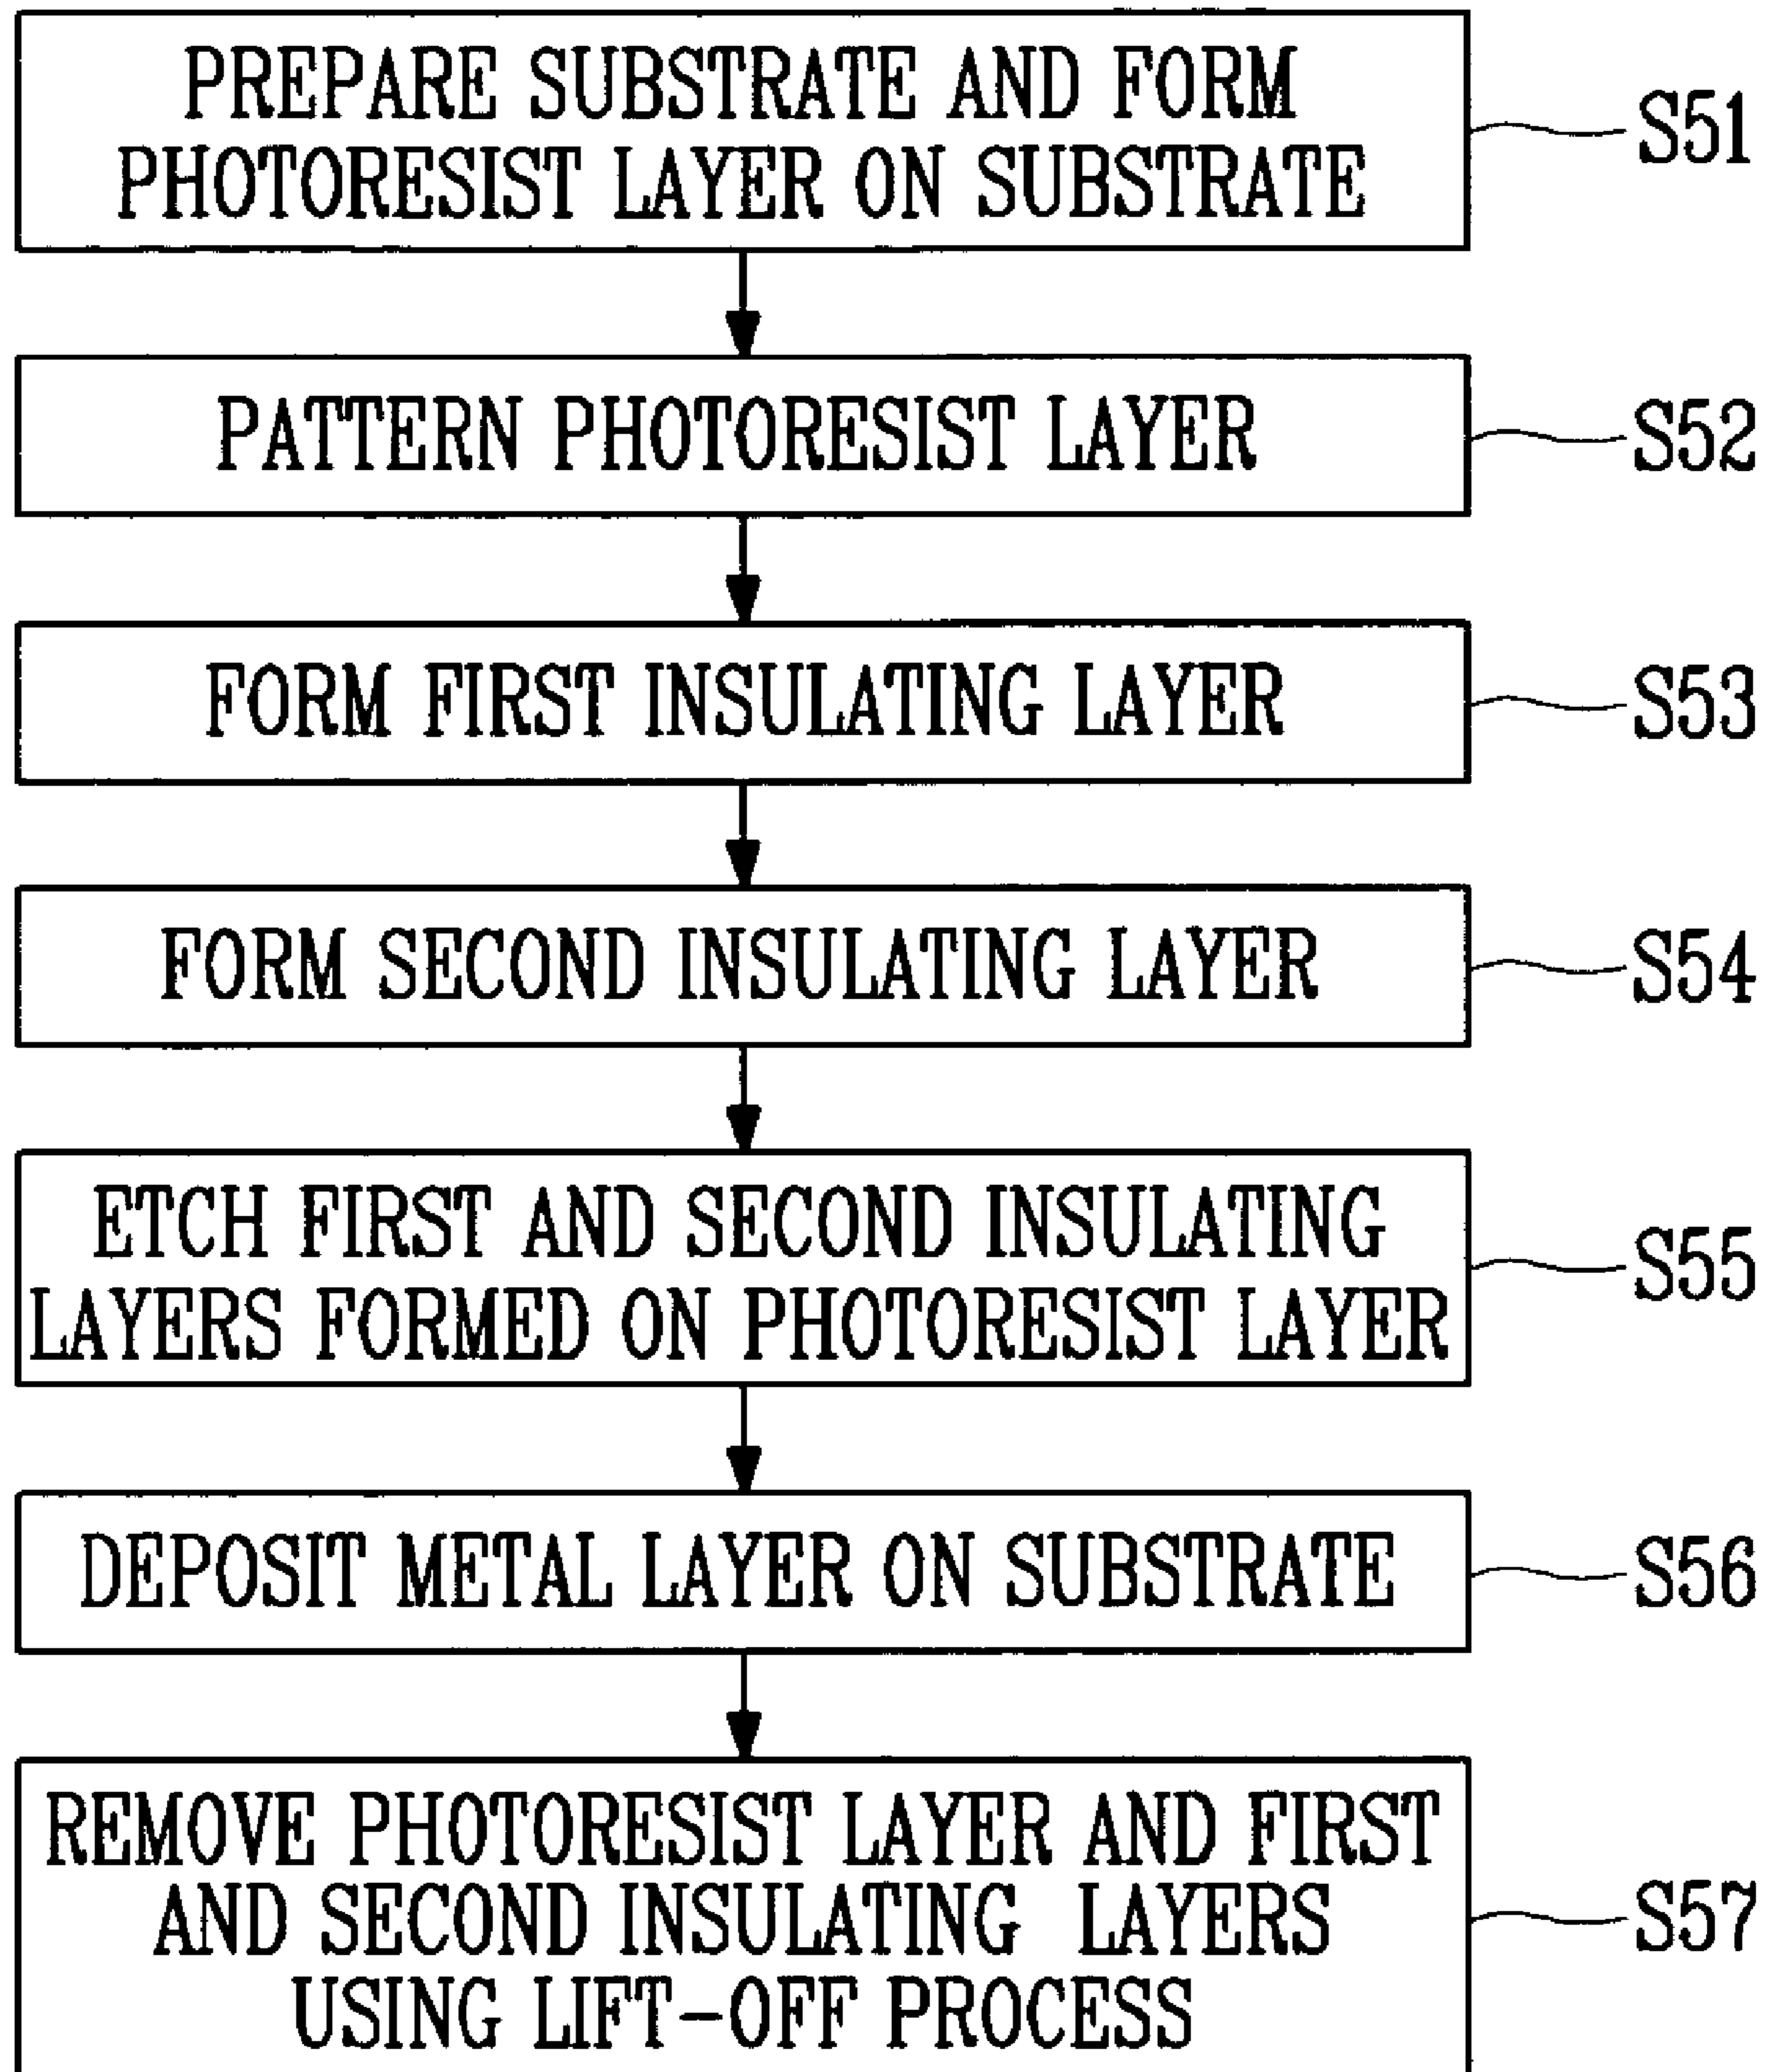 PREPARE SUBSTRATE AND FORM
PHOTORESIST LAYER ON SUBSTRATE
S51
PATTERN PHOTORESIST LAYER
S52
FORM FIRST INSULATING LAYER
S53
FORM SECOND INSULATING LAYER
S54
ETCH FIRST AND SECOND INSULATING
LAYERS FORMED ON PHOTORESIST LAYER
S55
DEPOSIT METAL LAYER ON SUBSTRATE
S56
REMOVE PHOTORESIST LAYER AND FIRST
AND SECOND INSULATING LAYERS
USING LIFT-OFF PROCESS
S57